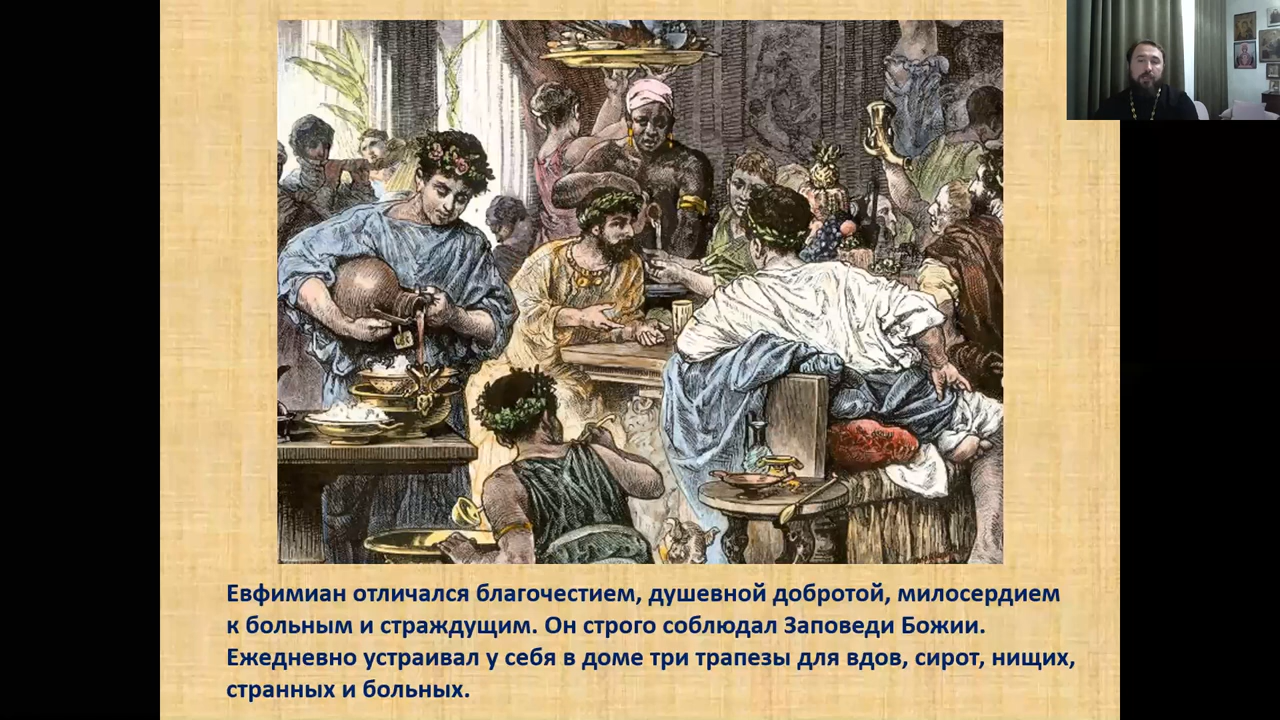 Евфимиан отличался благочестием, душевной добротой, милосердием
к больным и страждущим. Он строго соблюдал Заповеди Божии.
Ежедневно устраивал у себя в доме три трапезы для вдов, сирот, нищих,
странных и больных.